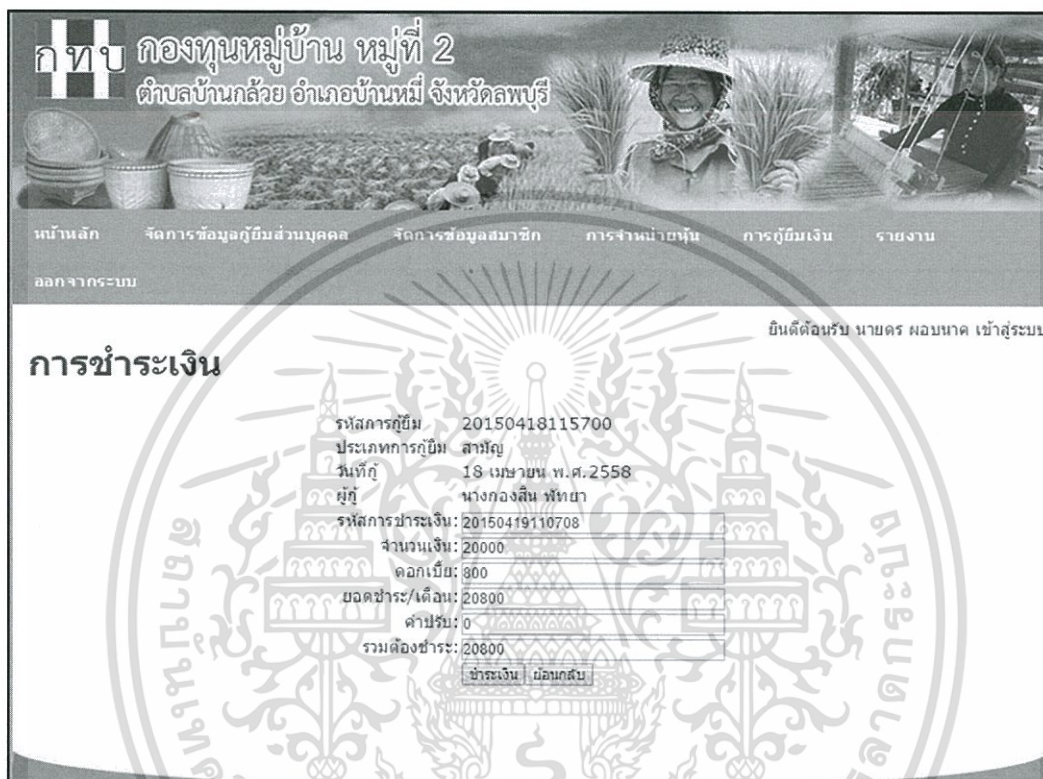 กทบ กองทุนหมู่บ้าน หมู่ที่ 2
ตำบลบ้านกล้วย อำเภอบ้านหมี่ จังหวัดลพบุรี
หน้าหลัก จัดการข้อมูลกู้ยืมส่วนบุคคล จัดการข้อมูลสมาชิก การจำหน่ายหุ้น การกู้ยืมเงิน รายงาน
ออกจากระบบ
ยินดีต้อนรับ นายดร ผอบนาค เข้าสู่ระบบ
การชำระเงิน
รหัสการกู้ยืม 20150418115700
ประเภทการกู้ยืม สามัญ
วันที่กู้ 18 เมษายน พ.ศ.2558
ผู้กู้ นางกองสิน พัทยา
รหัสการชำระเงิน: 20150419110708
จำนวนเงิน: 20000
ดอกเบี้ย: 800
ยอดชำระ/เดือน: 20800
ค่าปรับ: 0
รวมต้องชำระ: 20800
ชำระเงิน ย้อนกลับ